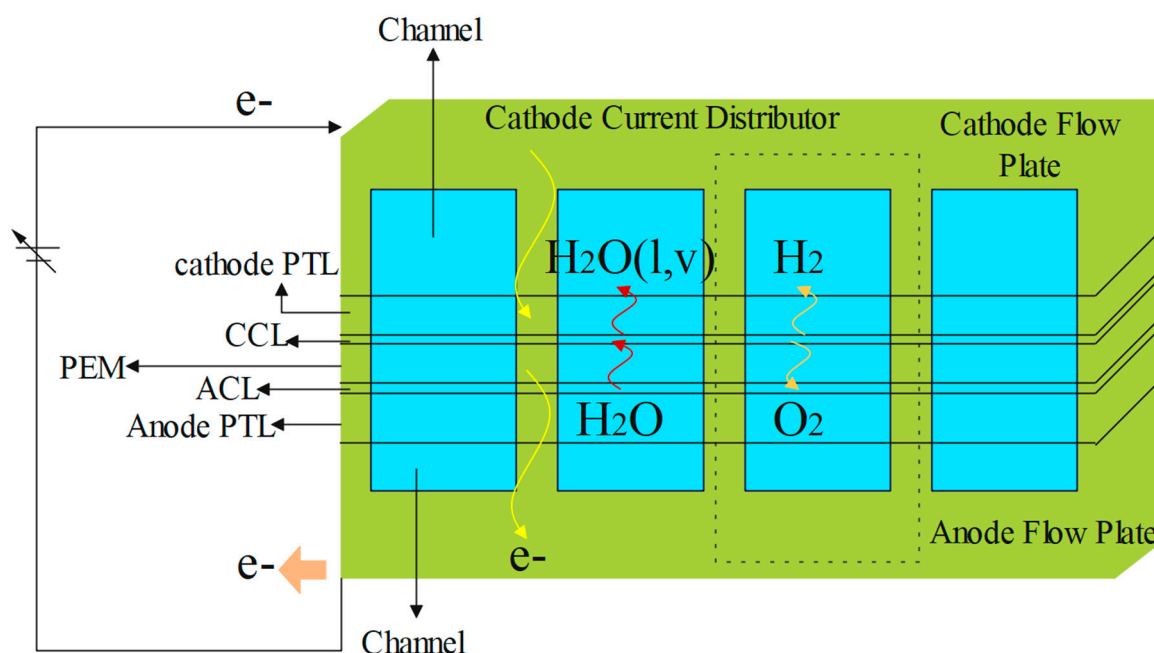 Channel
e-
Cathode Current Distributor
Cathode Flow
Plate
H2O(l,v)
H2
cathode PTL
CCL
PEM
ACL
Anode PTL
H2O
O2
Anode Flow Plate
e-
e-
Channel